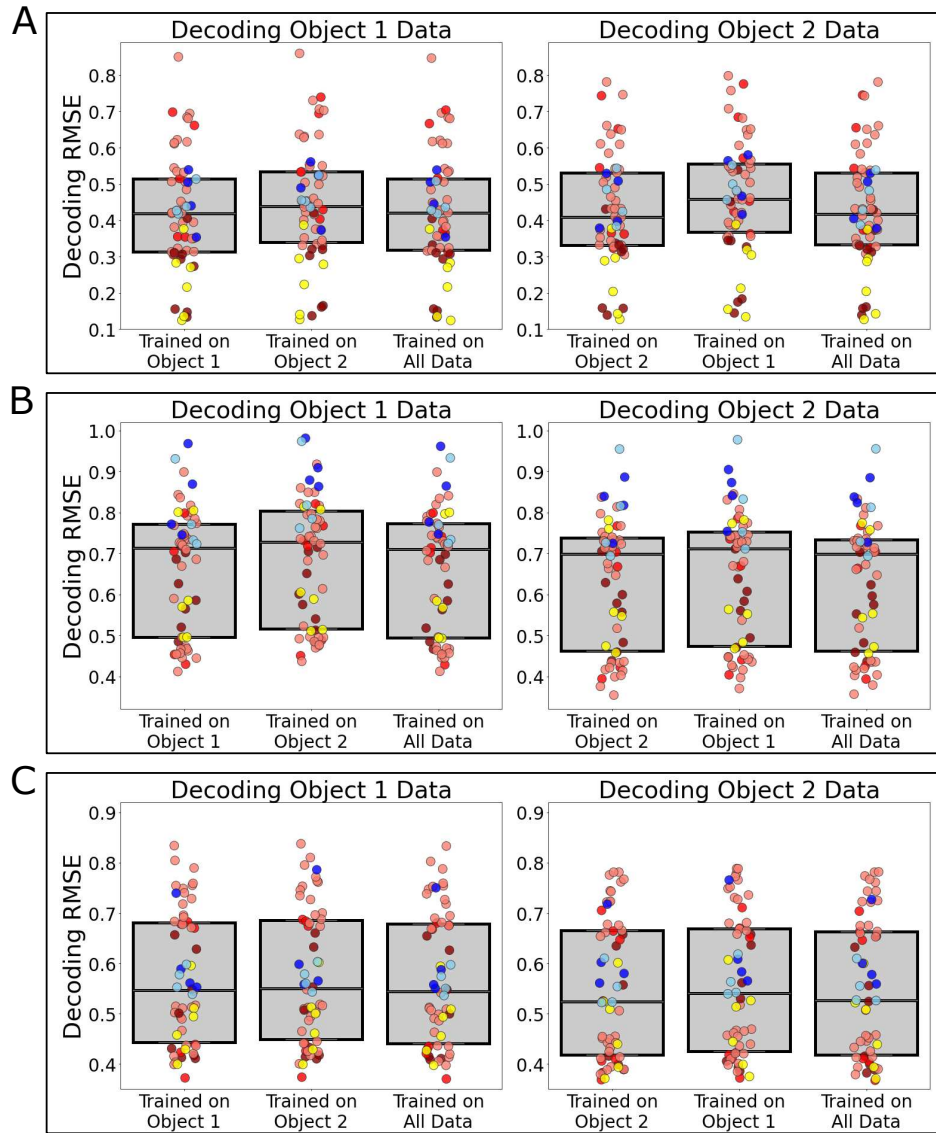 A
Decoding Object 1 Data
Decoding Object 2 Data
Decoding RMSE
0.8
0.7
0.6
0.5
0.4
0.3
0.2
0.1
Trained on
Object 1
Trained on
Object 2
Trained on
All Data
Trained on
Object 2
Trained on
Object 1
Trained on
All Data
B
Decoding Object 1 Data
Decoding Object 2 Data
Decoding RMSE
1.0
0.9
0.8
0.7
0.6
0.5
0.4
Trained on
Object 1
Trained on
Object 2
Trained on
All Data
Trained on
Object 2
Trained on
Object 1
Trained on
All Data
C
Decoding Object 1 Data
Decoding Object 2 Data
Decoding RMSE
0.9
0.8
0.7
0.6
0.5
0.4
Trained on
Object 1
Trained on
Object 2
Trained on
All Data
Trained on
Object 2
Trained on
Object 1
Trained on
All Data